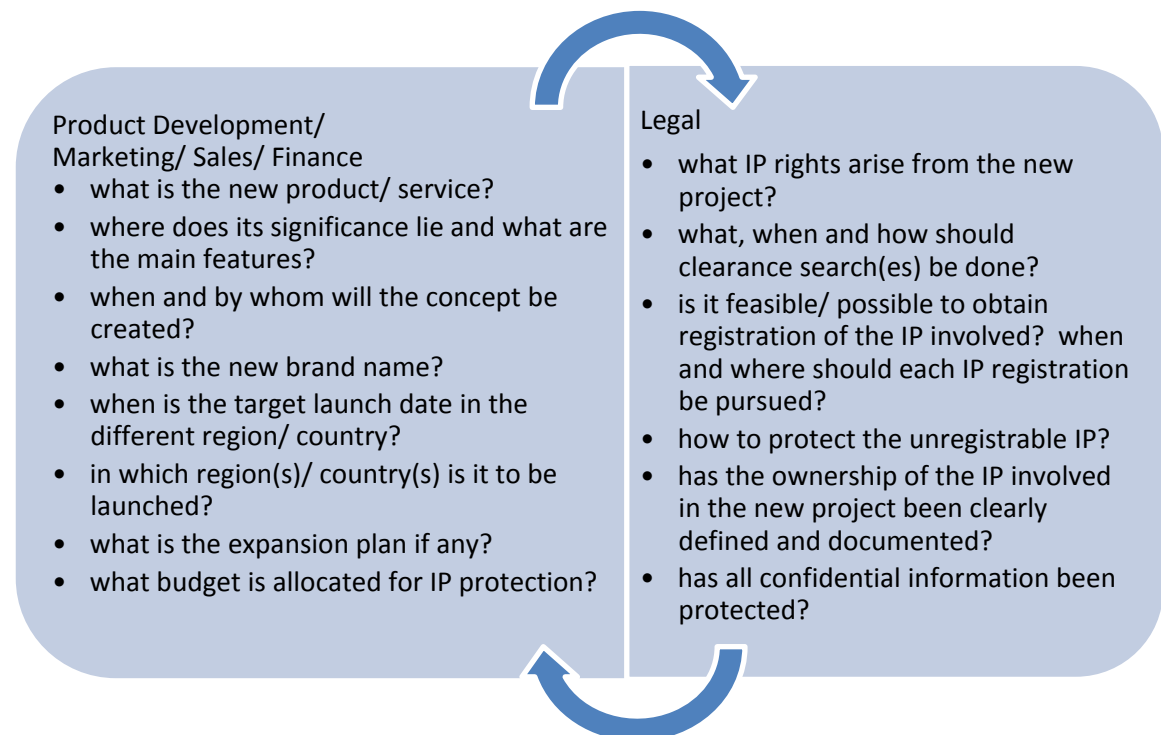 Product Development/
Marketing/ Sales/ Finance
• what is the new product/ service?
• where does its significance lie and what are
the main features?
• when and by whom will the concept be
created?
• what is the new brand name?
• when is the target launch date in the
different region/ country?
• in which region(s)/ country(s) is it to be
launched?
• what is the expansion plan if any?
• what budget is allocated for IP protection?
Legal
• what IP rights arise from the new
project?
• what, when and how should
clearance search(es) be done?
• is it feasible/ possible to obtain
registration of the IP involved?  when
and where should each IP registration
be pursued?
• how to protect the unregistrable IP?
• has the ownership of the IP involved
in the new project been clearly
defined and documented?
• has all confidential information been
protected?